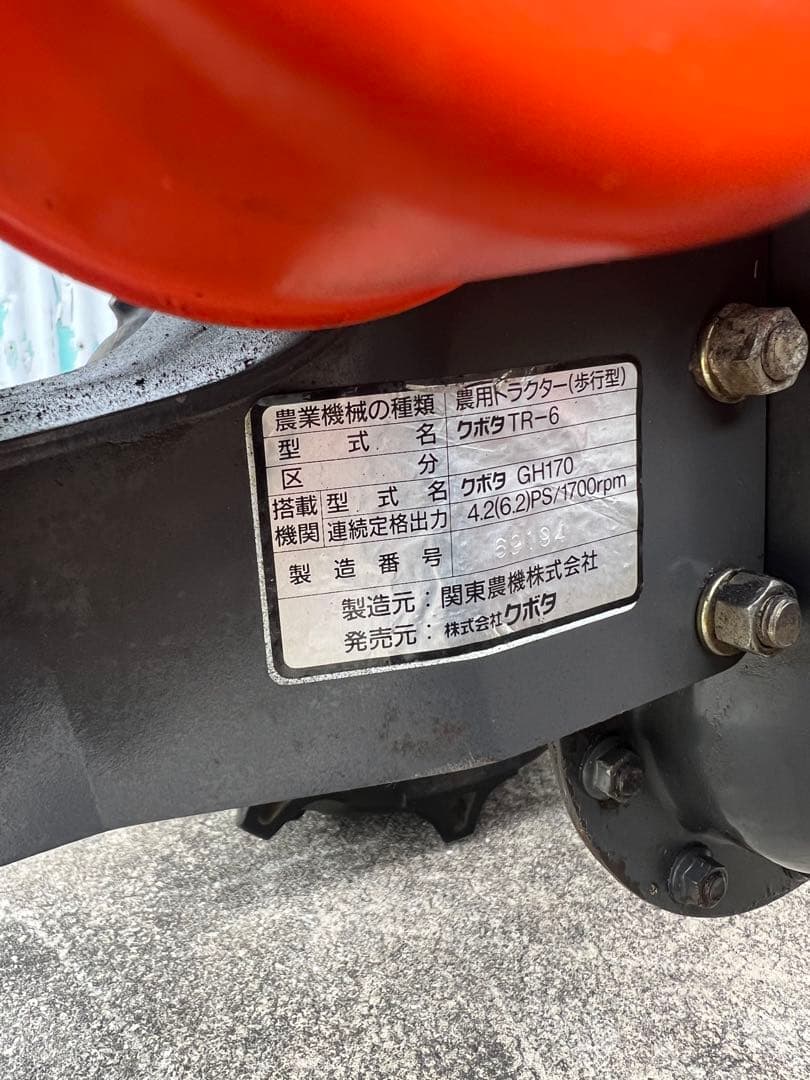 農業機械の種類 農用トラクター(歩行型)
型式名 クボタ TR-6
区分
搭載機関 型式名 クボタ GH170
連続定格出力 4.2(6.2)PS/1700rpm
製造番号 69194
製造元:関東農機株式会社
発売元:株式会社クボタ